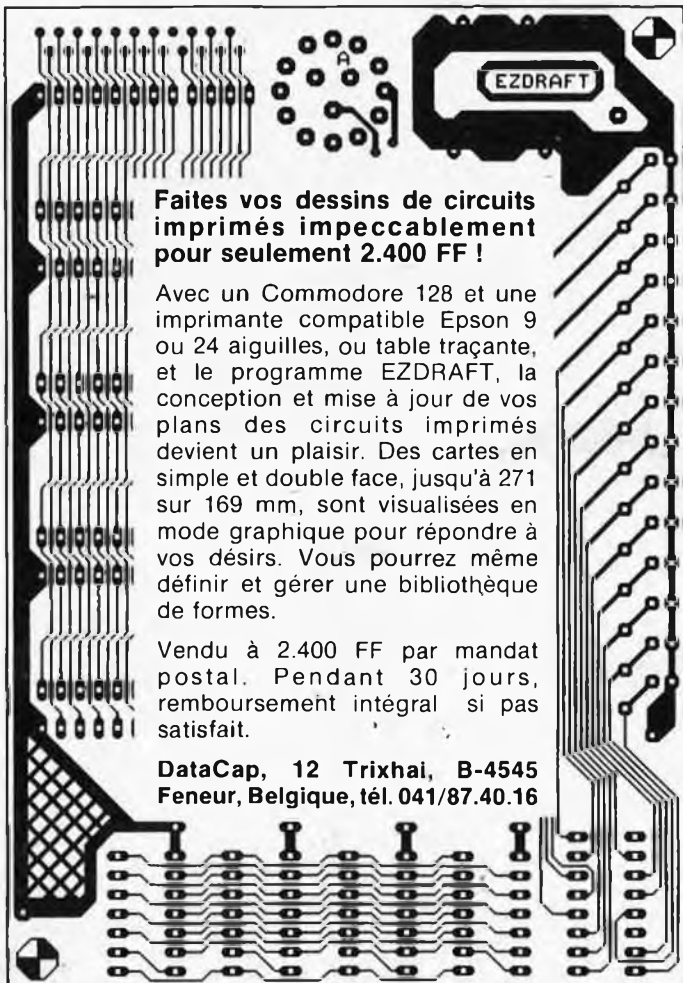 A
EZDRAFT
Faites vos dessins de circuits
imprimés impeccablement
pour seulement 2.400 FF !
Avec un Commodore 128 et une
imprimante compatible Epson 9
ou 24 aiguilles, ou table traçante,
et le programme EZDRAFT, la
conception et mise à jour de vos
plans des circuits imprimés
devient un plaisir. Des cartes en
simple et double face, jusqu'à 271
sur 169 mm, sont visualisées en
mode graphique pour répondre à
vos désirs. Vous pourrez même
définir et gérer une bibliothèque
de formes.
Vendu à 2.400 FF par mandat
postal. Pendant 30 jours,
remboursement intégral si pas
satisfait.
DataCap, 12 Trixhai, B-4545
Feneur, Belgique, tél. 041/87.40.16